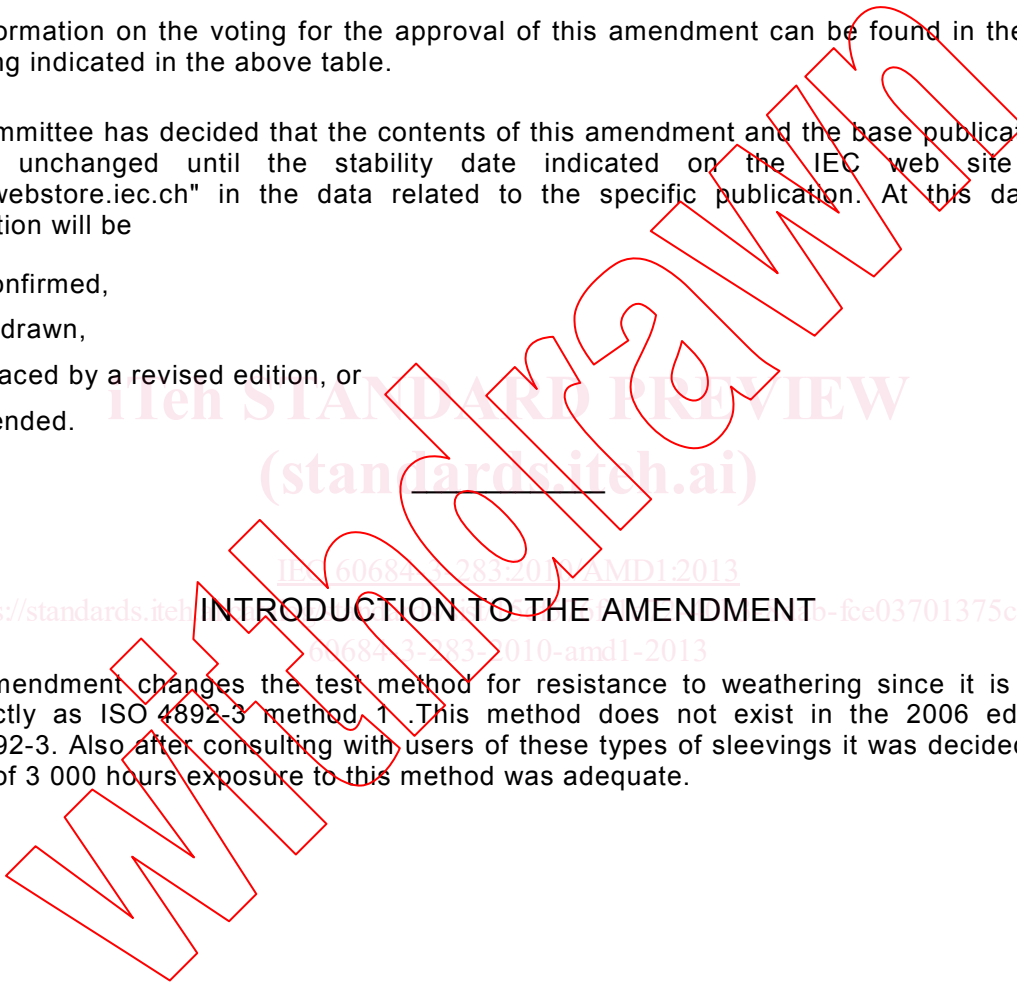 ormation on the voting for the approval of this amendment can be found in the
ng indicated in the above table.
mmittee has decided that the contents of this amendment and the base publica
unchanged until the stability date indicated on the IEC web site
webstore.iec.ch" in the data related to the specific publication. At this da
tion will be
onfirmed,
drawn,
aced by a revised edition, or
ended.
iTeh STANDARD PREVIEW
(standards.iteh.ai)
IEC 60684-3-283:2010/AMD1:2013
s://standards.iteh
ab-fce03701375c
INTRODUCTION TO THE AMENDMENT
60684-3-283-2010-amd1-2013
mendment changes the test method for resistance to weathering since it is
ctly as ISO 4892-3 method 1 .This method does not exist in the 2006 ed
92-3. Also after consulting with users of these types of sleevings it was decided
of 3 000 hours exposure to this method was adequate.
withdrawn